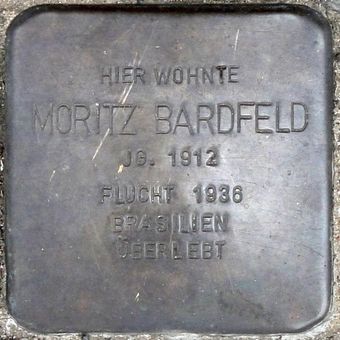 HIER WOHNTE
MORITZ BARDFELD
JG. 1912
FLUCHT 1936
BRASILIEN
ÜBERLEBT